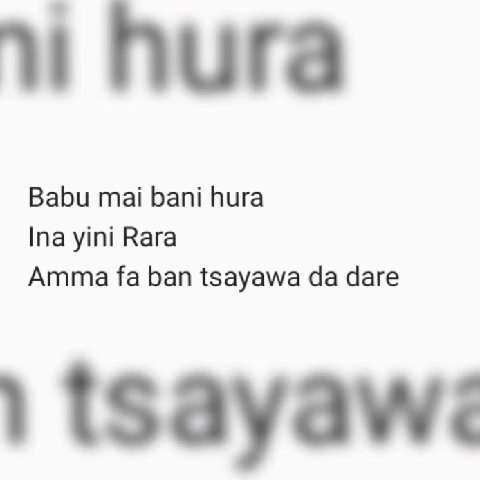 ni hura
Babu mai bani hura
Ina yini Rara
Amma fa ban tsayawa da dare
n tsayawa